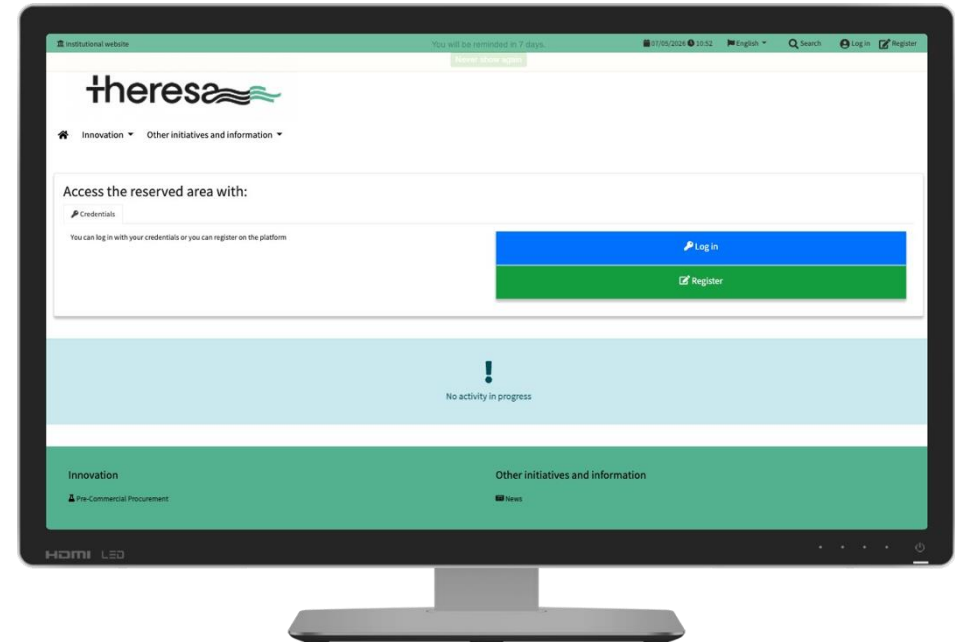 Institutional website
You will be reminded in 7 days.
07/05/2026 10:52
English
Search
Log in
Register
Never show again
theresa
Innovation
Other initiatives and information
Access the reserved area with:
Credentials
You can log in with your credentials or you can register on the platform
Log in
Register
No activity in progress
Innovation
Other initiatives and information
Pre-Commercial Procurement
News
HDMI LED